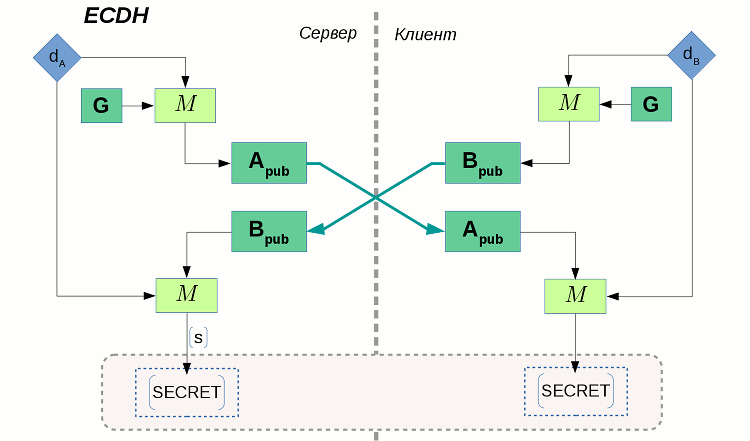 ECDH
Сервер
Клиент
dA
dB
G
M
M
G
Apub
Bpub
Bpub
Apub
M
M
(s)
(SECRET)
(SECRET)